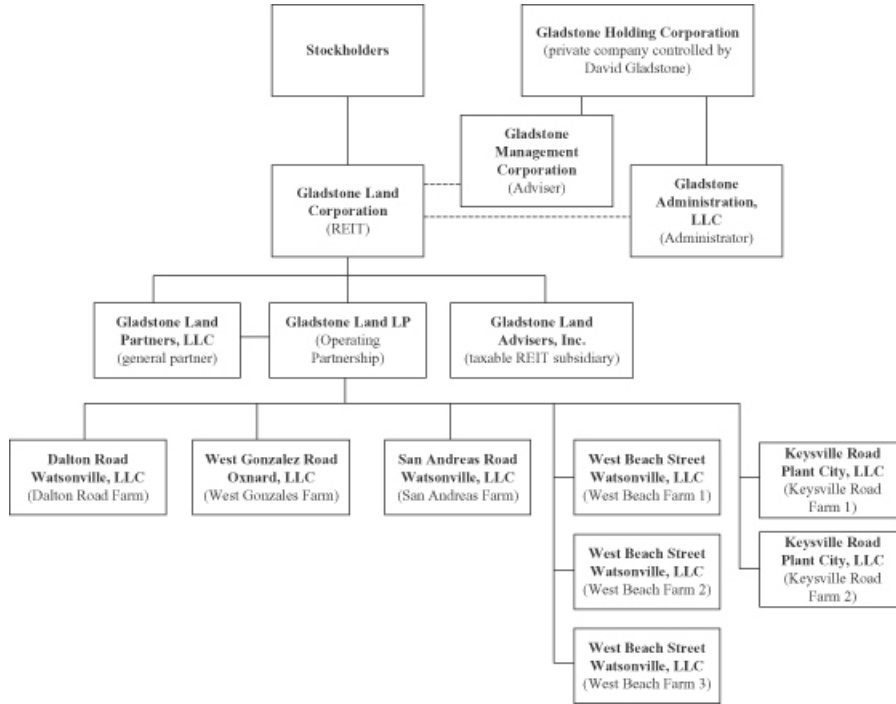 Stockholders
Gladstone Holding Corporation
(private company controlled by
David Gladstone)
Gladstone
Management
Corporation
(Adviser)
Gladstone Land
Corporation
(REIT)
Gladstone
Administration,
LLC
(Administrator)
Gladstone Land
Partners, LLC
(general partner)
Gladstone Land LP
(Operating
Partnership)
Gladstone Land
Advisers, Inc.
(taxable REIT subsidiary)
Dalton Road
Watsonville, LLC
(Dalton Road Farm)
West Gonzalez Road
Oxnard, LLC
(West Gonzales Farm)
San Andreas Road
Watsonville, LLC
(San Andreas Farm)
West Beach Street
Watsonville, LLC
(West Beach Farm 1)
Keysville Road
Plant City, LLC
(Keysville Road
Farm 1)
West Beach Street
Watsonville, LLC
(West Beach Farm 2)
Keysville Road
Plant City, LLC
(Keysville Road
Farm 2)
West Beach Street
Watsonville, LLC
(West Beach Farm 3)